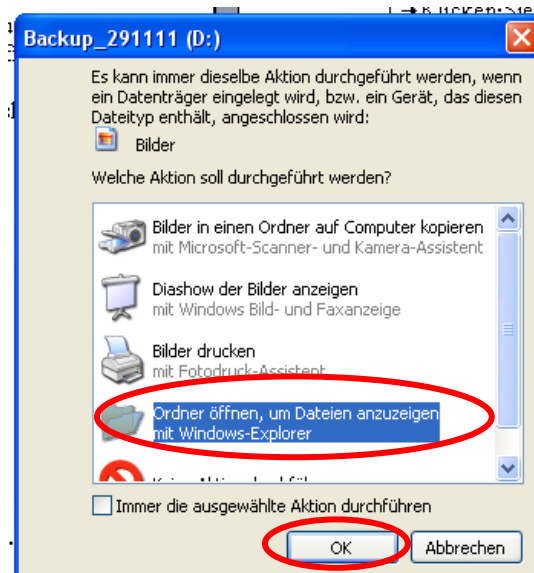 Backup_291111 (D:)
Es kann immer dieselbe Aktion durchgeführt werden, wenn
ein Datenträger eingelegt wird, bzw. ein Gerät, das diesen
Dateityp enthält, angeschlossen wird:
Bilder
Welche Aktion soll durchgeführt werden?
Bilder in einen Ordner auf Computer kopieren
mit Microsoft-Scanner- und Kamera-Assistent
Diashow der Bilder anzeigen
mit Windows Bild- und Faxanzeige
Bilder drucken
mit Fotodruck-Assistent
Ordner öffnen, um Dateien anzuzeigen
mit Windows-Explorer
Immer die ausgewählte Aktion durchführen
OK
Abbrechen